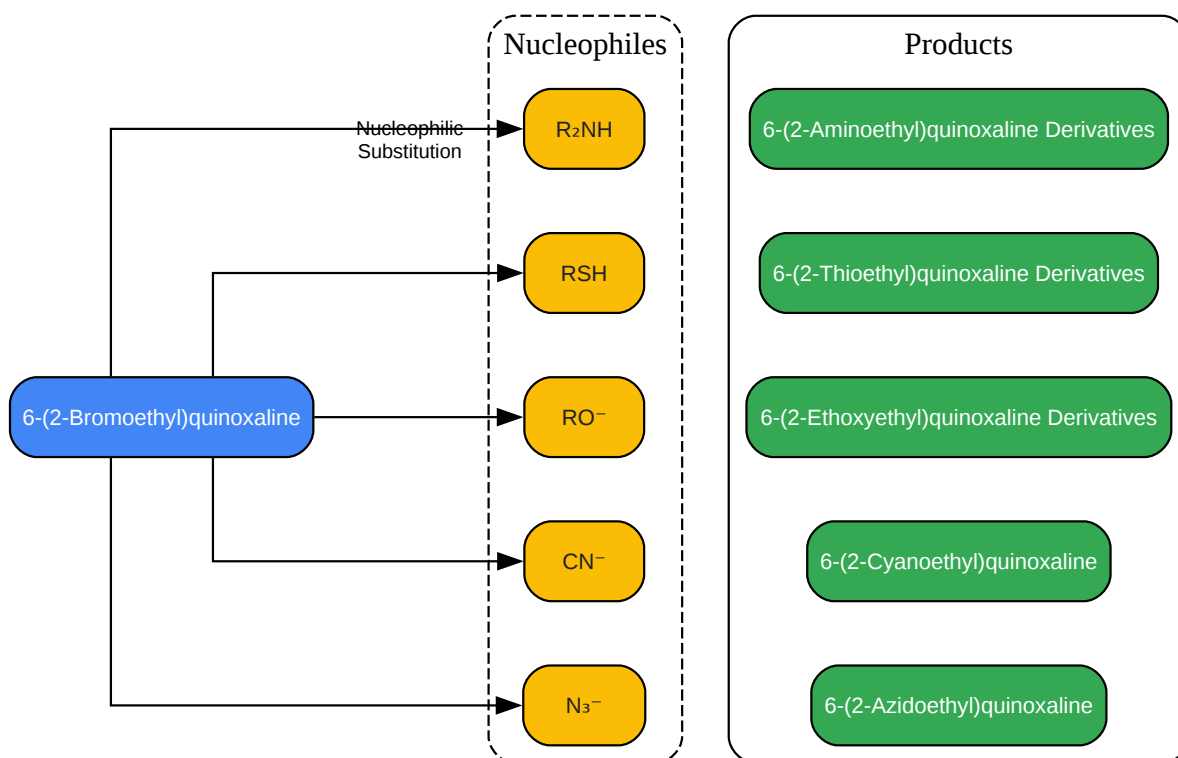 Nucleophiles
Products
Nucleophilic
Substitution
R₂NH
6-(2-Aminoethyl)quinoxaline Derivatives
RSH
6-(2-Thioethyl)quinoxaline Derivatives
6-(2-Bromoethyl)quinoxaline
RO⁻
6-(2-Ethoxyethyl)quinoxaline Derivatives
CN⁻
6-(2-Cyanoethyl)quinoxaline
N₃⁻
6-(2-Azidoethyl)quinoxaline